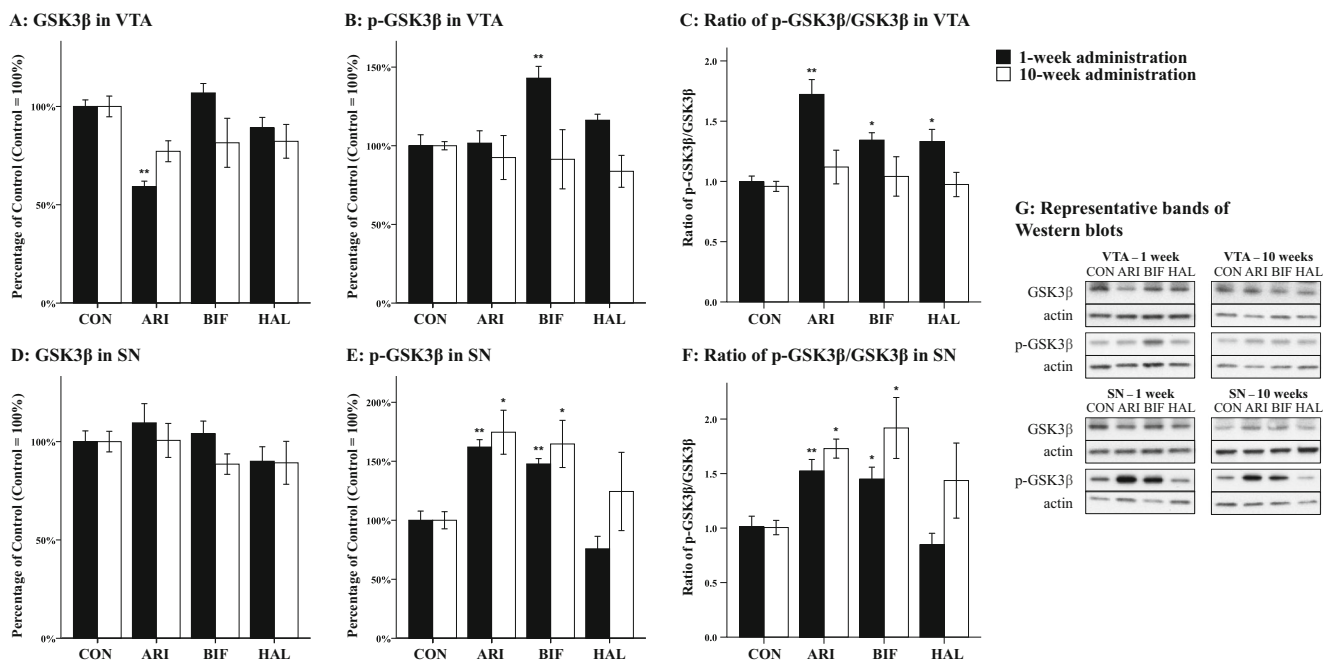 A: GSK3β in VTA
Percentage of Control (Control = 100%)
100%
50%
0%
CON ARI BIF HAL
B: p-GSK3β in VTA
Percentage of Control (Control = 100%)
150%
100%
50%
0%
**
CON ARI BIF HAL
**
C: Ratio of p-GSK3β/GSK3β in VTA
Ratio of p-GSK3β/GSK3β
2.0
1.5
1.0
0.5
0.0
** * *
CON ARI BIF HAL
1-week administration
10-week administration
D: GSK3β in SN
Percentage of Control (Control = 100%)
100%
50%
0%
CON ARI BIF HAL
E: p-GSK3β in SN
Percentage of Control (Control = 100%)
200%
150%
100%
50%
0%
** * ** *
CON ARI BIF HAL
F: Ratio of p-GSK3β/GSK3β in SN
Ratio of p-GSK3β/GSK3β
2.0
1.5
1.0
0.5
0.0
** * * *
CON ARI BIF HAL
G: Representative bands of
Western blots
VTA – 1 week
CON ARI BIF HAL
GSK3β
actin
p-GSK3β
actin
VTA – 10 weeks
CON ARI BIF HAL
SN – 1 week
CON ARI BIF HAL
GSK3β
actin
p-GSK3β
actin
SN – 10 weeks
CON ARI BIF HAL